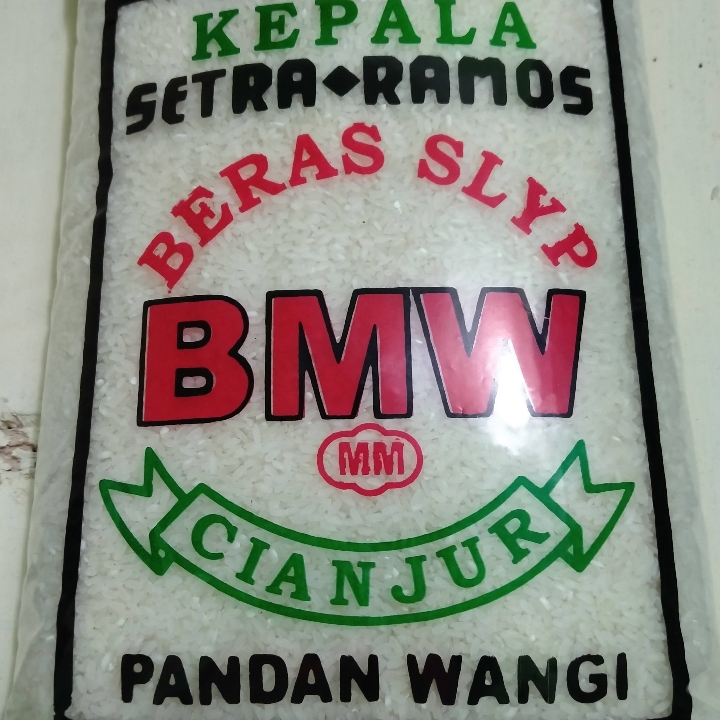 KEPALA
SETRA◆RAMOS
BERAS SLYP
BMW
MM
CIANJUR
PANDAN WANGI